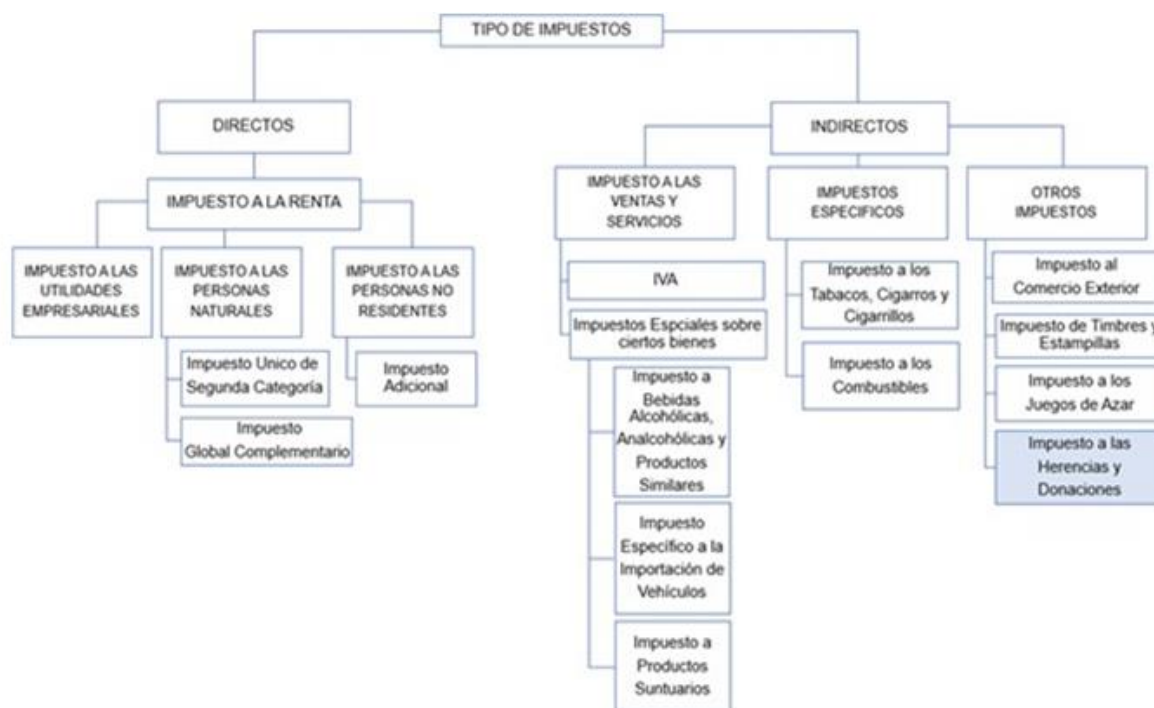 TIPO DE IMPUESTOS
DIRECTOS
INDIRECTOS
IMPUESTO A LA RENTA
IMPUESTO A LAS
UTILIDADES
EMPRESARIALES
IMPUESTO A LAS
PERSONAS
NATURALES
Impuesto Unico de
Segunda Categoría
Impuesto
Global Complementario
IMPUESTO A LAS
PERSONAS NO
RESIDENTES
Impuesto
Adicional
IMPUESTO A LAS
VENTAS Y
SERVICIOS
IVA
Impuestos Espciales sobre
ciertos bienes
Impuesto a
Bebidas
Alcohólicas,
Analcohólicas y
Productos
Similares
Impuesto
Específico a la
Importación de
Vehículos
Impuesto a
Productos
Suntuarios
IMPUESTOS
ESPECIFICOS
Impuesto a los
Tabacos, Cigarros y
Cigarrillos
Impuesto a los
Combustibles
OTROS
IMPUESTOS
Impuesto al
Comercio Exterior
Impuesto de Timbres y
Estampillas
Impuesto a los
Juegos de Azar
Impuesto a las
Herencias y
Donaciones